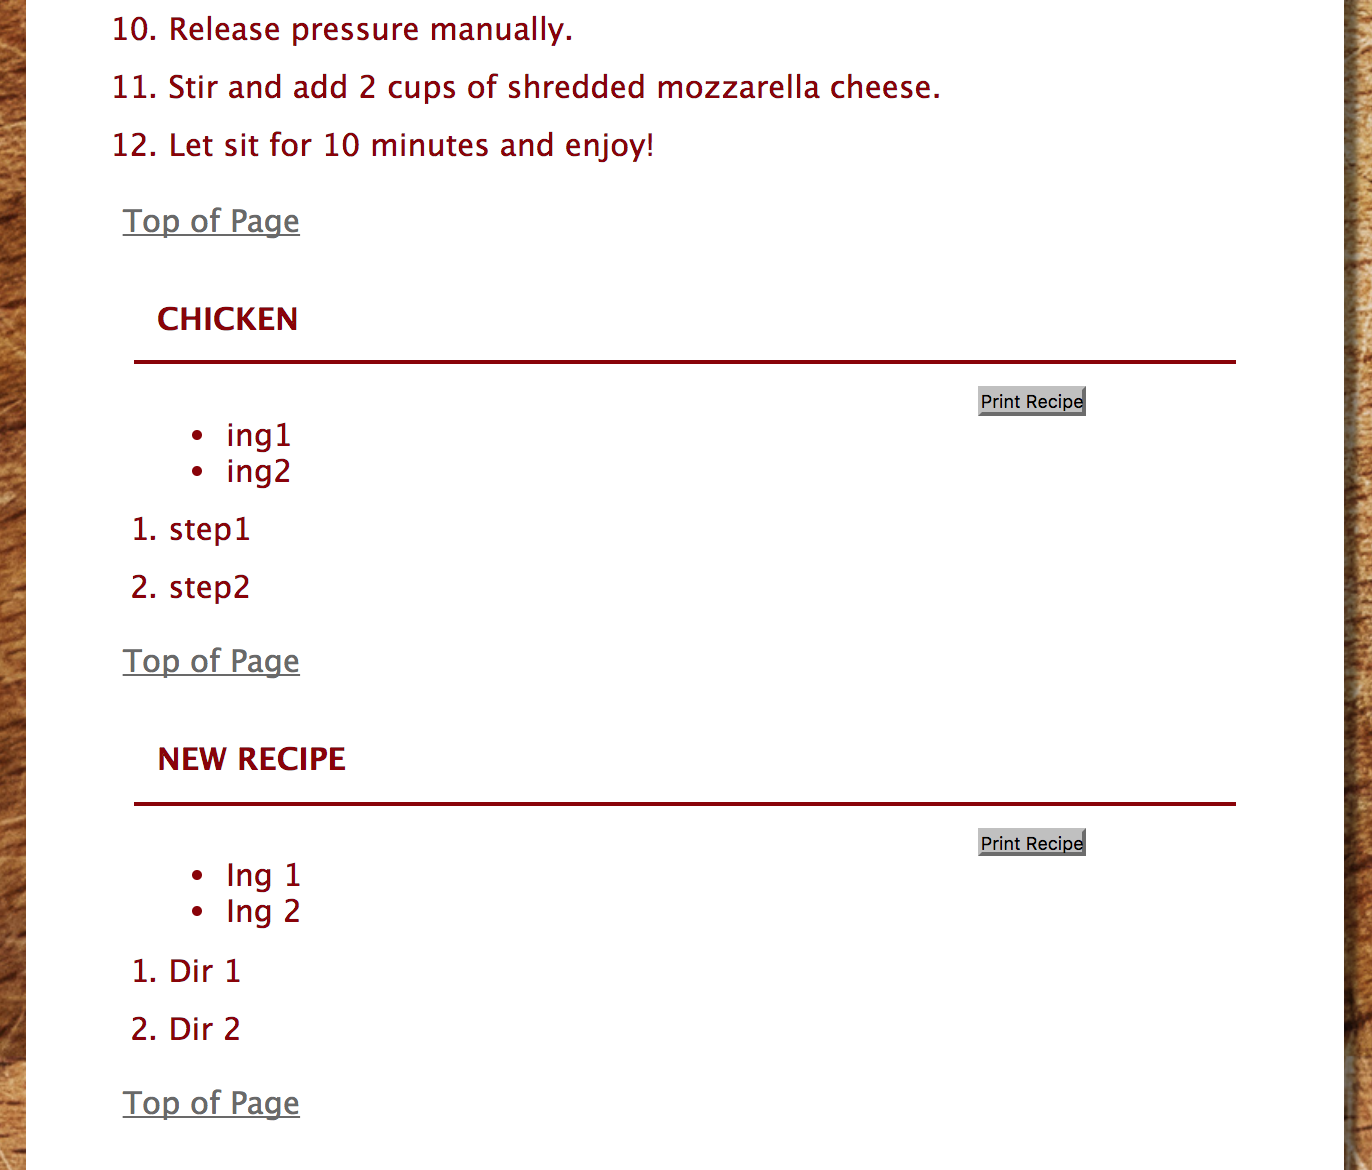 10. Release pressure manually.
11. Stir and add 2 cups of shredded mozzarella cheese.
12. Let sit for 10 minutes and enjoy!
Top of Page
CHICKEN
Print Recipe
• ing1
• ing2
1. step1
2. step2
Top of Page
NEW RECIPE
Print Recipe
• Ing 1
• Ing 2
1. Dir 1
2. Dir 2
Top of Page